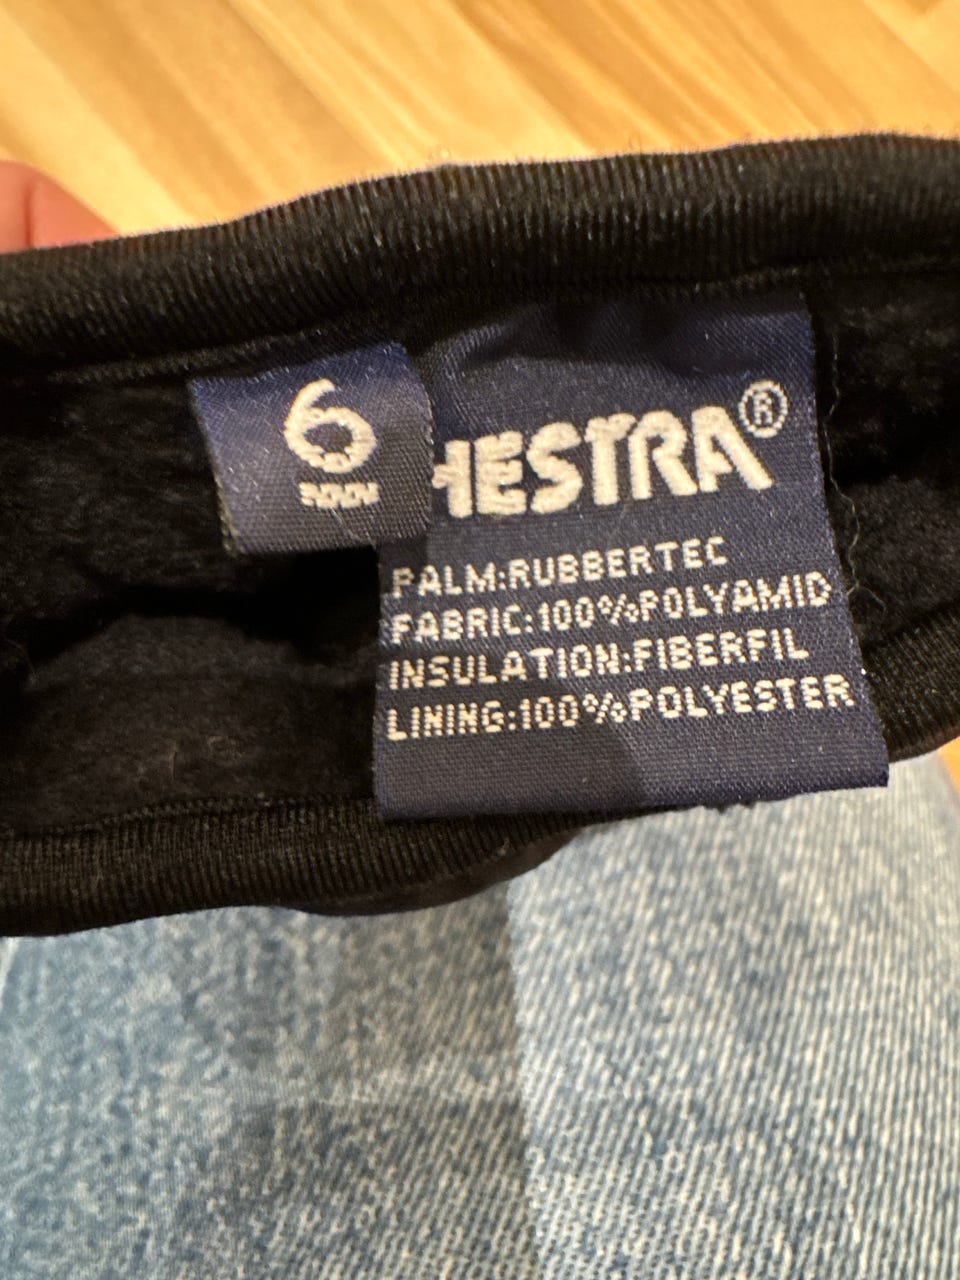 6
HESTRA®
PALM:RUBBERTEC
FABRIC:100%POLYAMID
INSULATION:FIBERFIL
LINING:100%POLYESTER